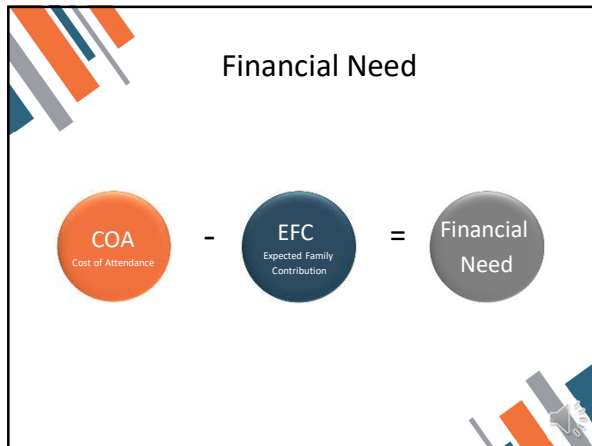 Financial Need
COA
Cost of Attendance
-
EFC
Expected Family
Contribution
=
Financial
Need